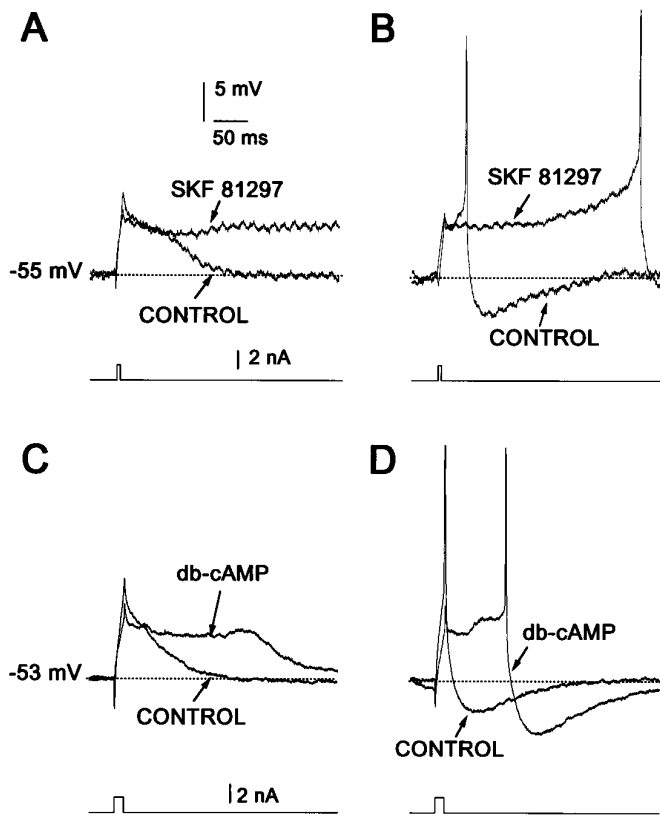 A
B
5 mV
50 ms
SKF 81297
SKF 81297
-55 mV
CONTROL
CONTROL
2 nA
C
D
db-cAMP
db-cAMP
-53 mV
CONTROL
CONTROL
2 nA